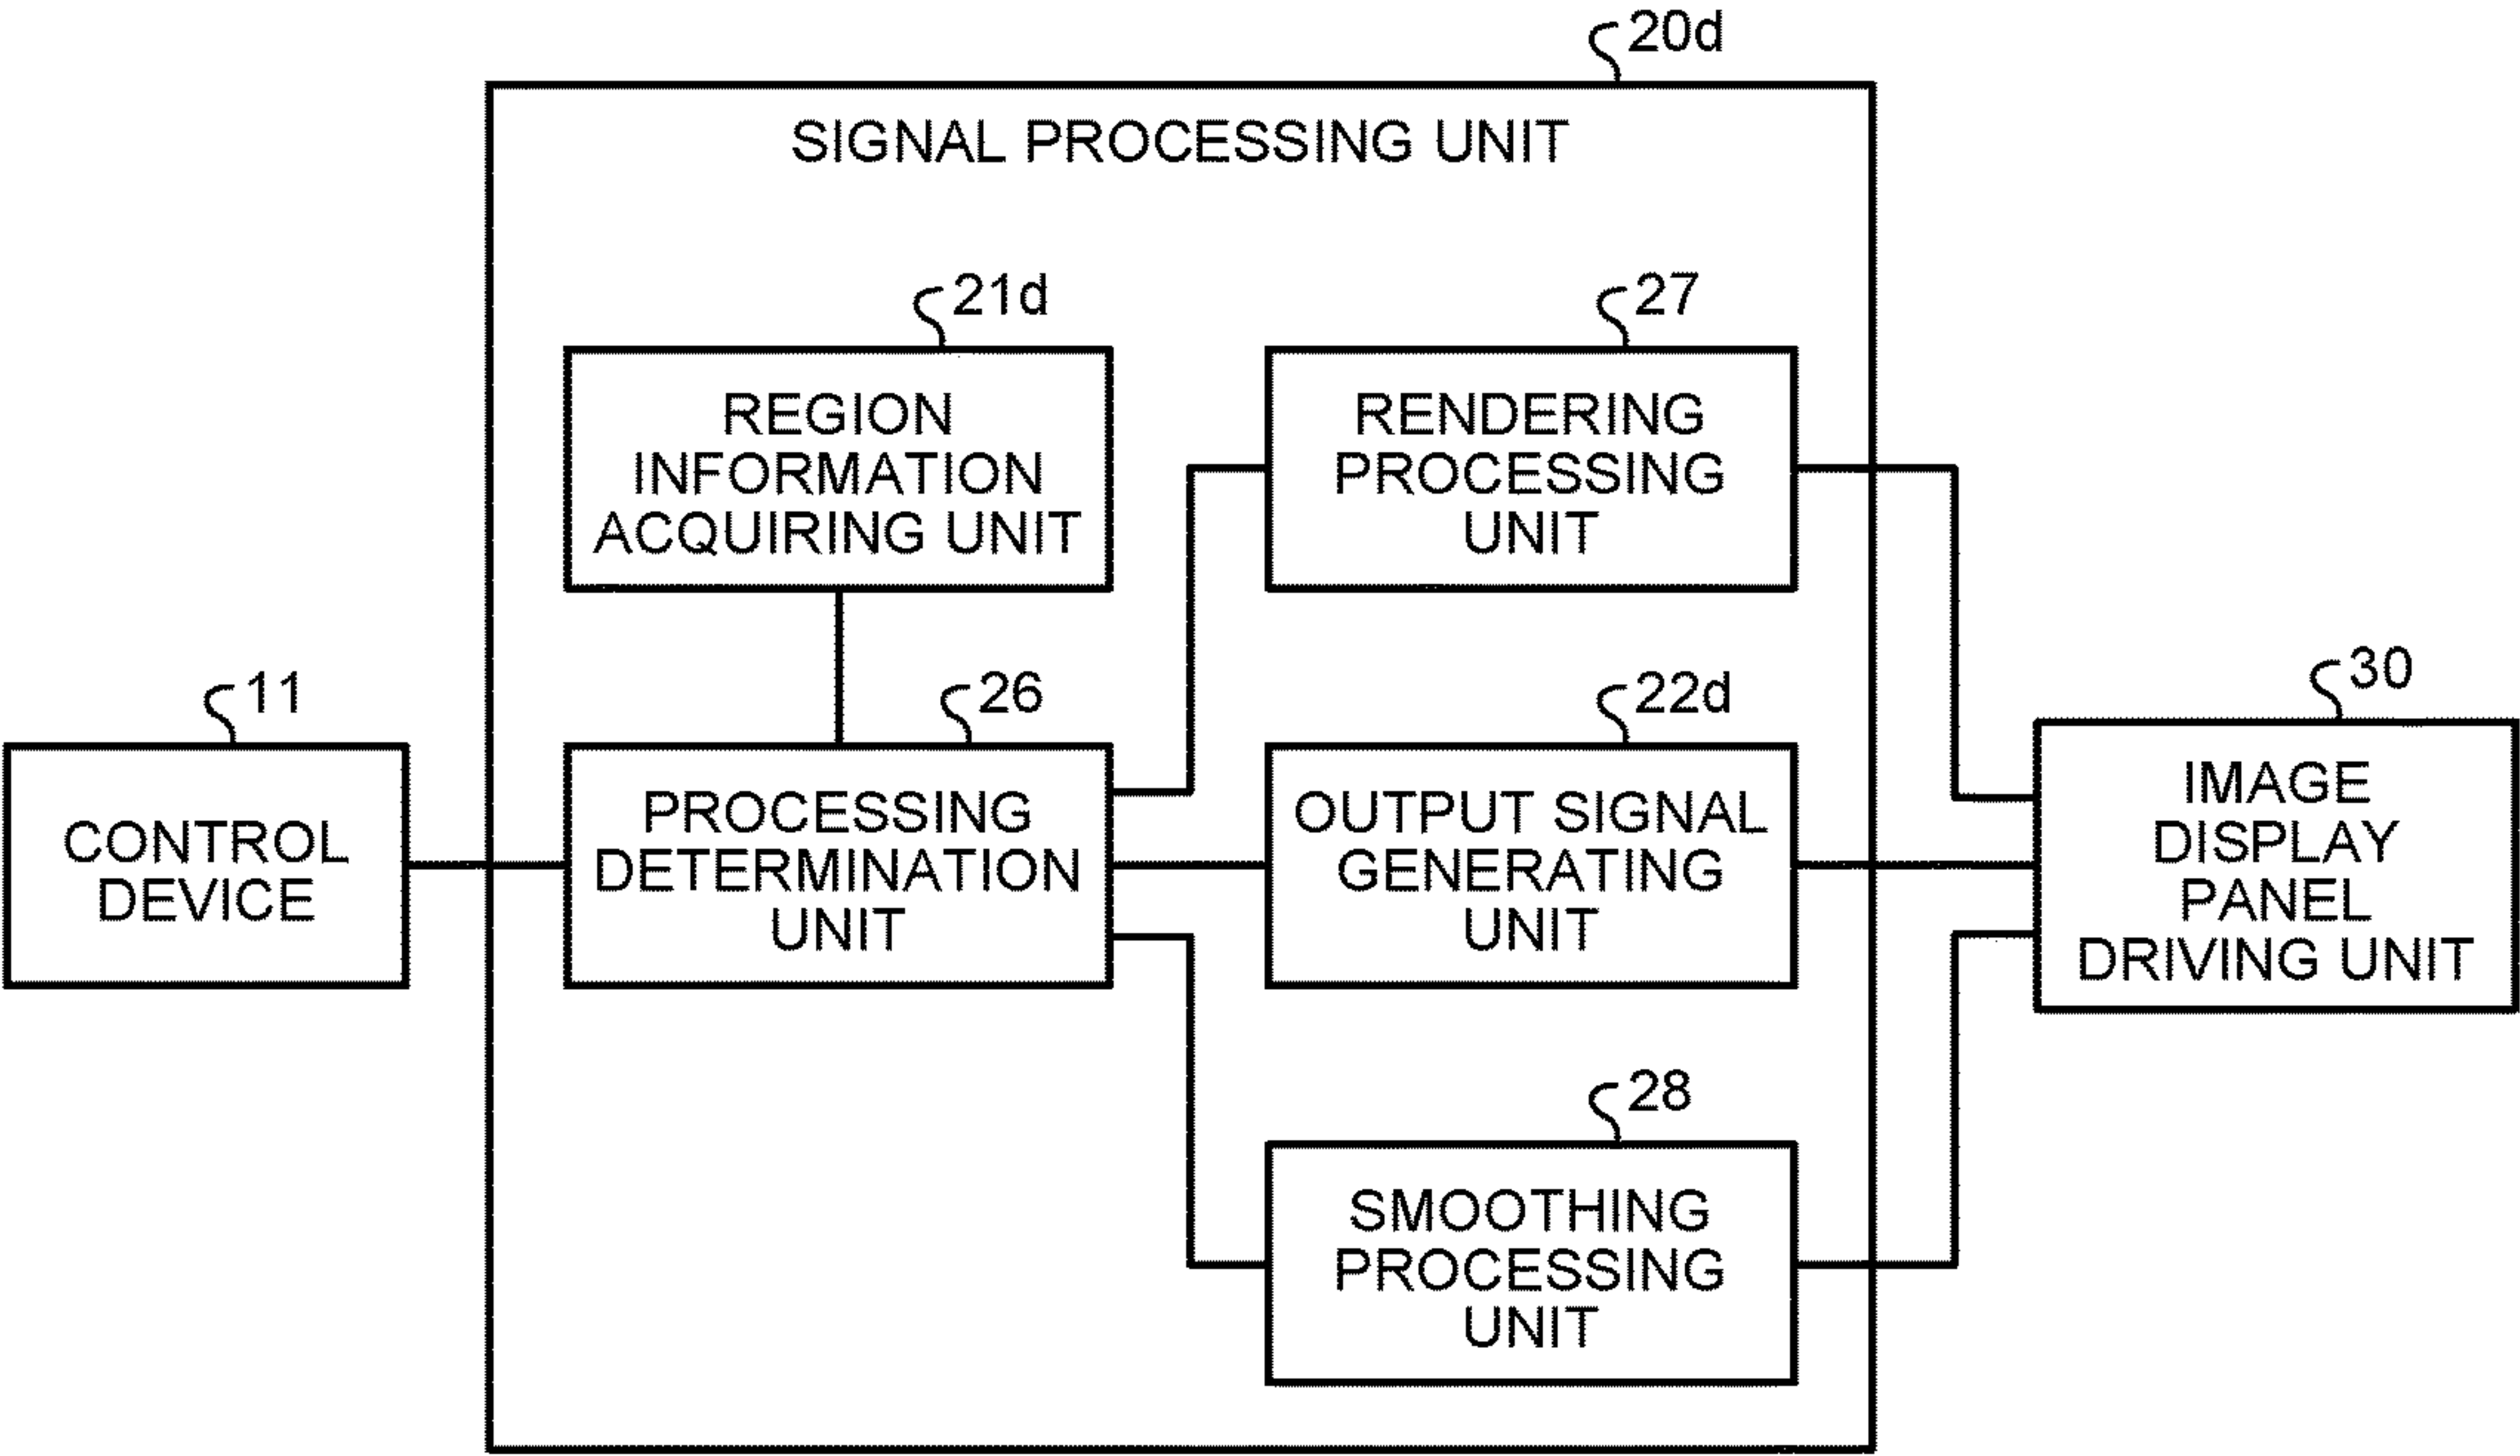 20d
SIGNAL PROCESSING UNIT
21d
REGION
INFORMATION
ACQUIRING UNIT
27
RENDERING
PROCESSING
UNIT
11
CONTROL
DEVICE
26
PROCESSING
DETERMINATION
UNIT
22d
OUTPUT SIGNAL
GENERATING
UNIT
30
IMAGE
DISPLAY
PANEL
DRIVING UNIT
28
SMOOTHING
PROCESSING
UNIT